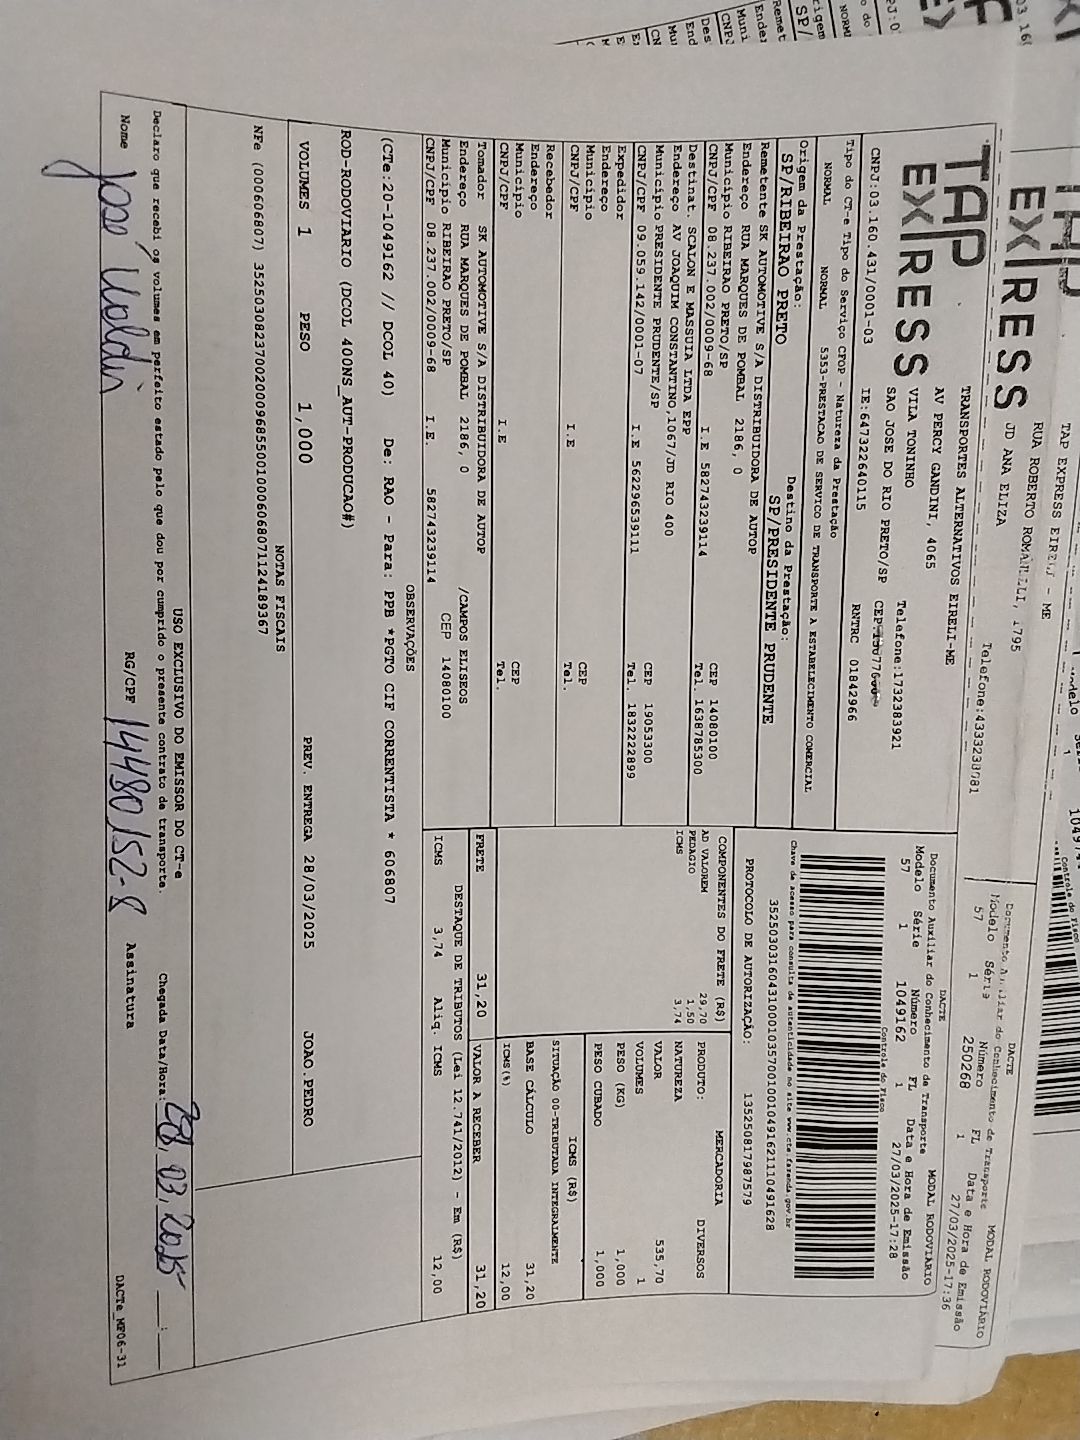 TAP EXPRESS
TRANSPORTES ALTERNATIVOS EIRELI-ME
AV PERCY GANDINI, 4065
VILA TONINHO
SAO JOSE DO RIO PRETO/SP CEP
Telefone:1732383921
CNPJ:03.160.431/0001-03 IE:647322640115 RNTRC 01842966
DACTE
Documento Auxiliar do Conhecimento de Transporte MODAL RODOVIÁRIO
Modelo Série Número FL Data e Hora de Emissão
57 1 1049162 1 27/03/2025-17:28
Controle do Fisco
Chave de acesso para consulta de autenticidade no site www.cte.fazenda.gov.br
35250303160431000103570010010491621110491628
PROTOCOLO DE AUTORIZAÇÃO: 135250817987579
Tipo do CT-e Tipo do Serviço CFOP - Natureza da Prestação
NORMAL NORMAL 5353-PRESTACAO DE SERVICO DE TRANSPORTE A ESTABELECIMENTO COMERCIAL
Origem da Prestação: Destino da Prestação:
SP/RIBEIRAO PRETO SP/PRESIDENTE PRUDENTE
Remetente SK AUTOMOTIVE S/A DISTRIBUIDORA DE AUTOP
Endereço RUA MARQUES DE POMBAL 2186, 0
Município RIBEIRAO PRETO/SP CEP 14080100
CNPJ/CPF 08.237.002/0009-68 I.E 582743239114 Tel. 1638785300
Destinat. SCALON E MASSUIA LTDA EPP
Endereço AV JOAQUIM CONSTANTINO,1067/JD RIO 400
Município PRESIDENTE PRUDENTE/SP CEP 19053300
CNPJ/CPF 09.059.142/0001-07 I.E 562296539111 Tel. 1832222899
Expedidor
Endereço
Município CEP
CNPJ/CPF I.E Tel.
Recebedor
Endereço
Município CEP
CNPJ/CPF I.E Tel.
Tomador SK AUTOMOTIVE S/A DISTRIBUIDORA DE AUTOP
Endereço RUA MARQUES DE POMBAL 2186, 0 /CAMPOS ELISEOS
Município RIBEIRAO PRETO/SP CEP 14080100
CNPJ/CPF 08.237.002/0009-68 I.E. 582743239114
COMPONENTES DO FRETE (R$)
AD VALOREM 29,70
PEDAGIO 1,50
ICMS 3,74
MERCADORIA
PRODUTO: DIVERSOS
NATUREZA
VALOR 535,70
VOLUMES 1
PESO (KG) 1,000
PESO CUBADO 1,000
ICMS (R$)
SITUAÇÃO 00-TRIBUTADA INTEGRALMENTE
BASE CÁLCULO 31,20
ICMS(%) 12,00
FRETE 31,20 VALOR A RECEBER 31,20
DESTAQUE DE TRIBUTOS (Lei 12.741/2012) - Em (R$)
ICMS 3,74 Aliq. ICMS 12,00
OBSERVAÇÕES
(CTe:20-1049162 // DCOL 40) De: RAO - Para: PPB *PGTO CIF CORRENTISTA * 606807
ROD-RODOVIARIO (DCOL 400NS_AUT-PRODUCAO#)
VOLUMES 1 PESO 1,000 PREV. ENTREGA 28/03/2025 JOAO.PEDRO
NOTAS FISCAIS
NFe (000606807) 35250308237002000968550010006068071124189367
USO EXCLUSIVO DO EMISSOR DO CT-e
Declaro que recebi os volumes em perfeito estado pelo que dou por cumprido o presente contrato de transporte. Chegada Data/Hora: 28.03.2025 __:__
Nome José RG/CPF 14480152-8 Assinatura
DACTe_MP06-31
TAP EXPRESS
TAP EXPRESS EIRELI - ME
RUA ROBERTO ROMANELLI, 1795
JD ANA ELIZA
Telefone:4333233081
DACTE
Documento Auxiliar do Conhecimento de Transporte MODAL RODOVIÁRIO
Modelo Série Número FL Data e Hora de Emissão
57 1 250268 1 27/03/2025-17:36